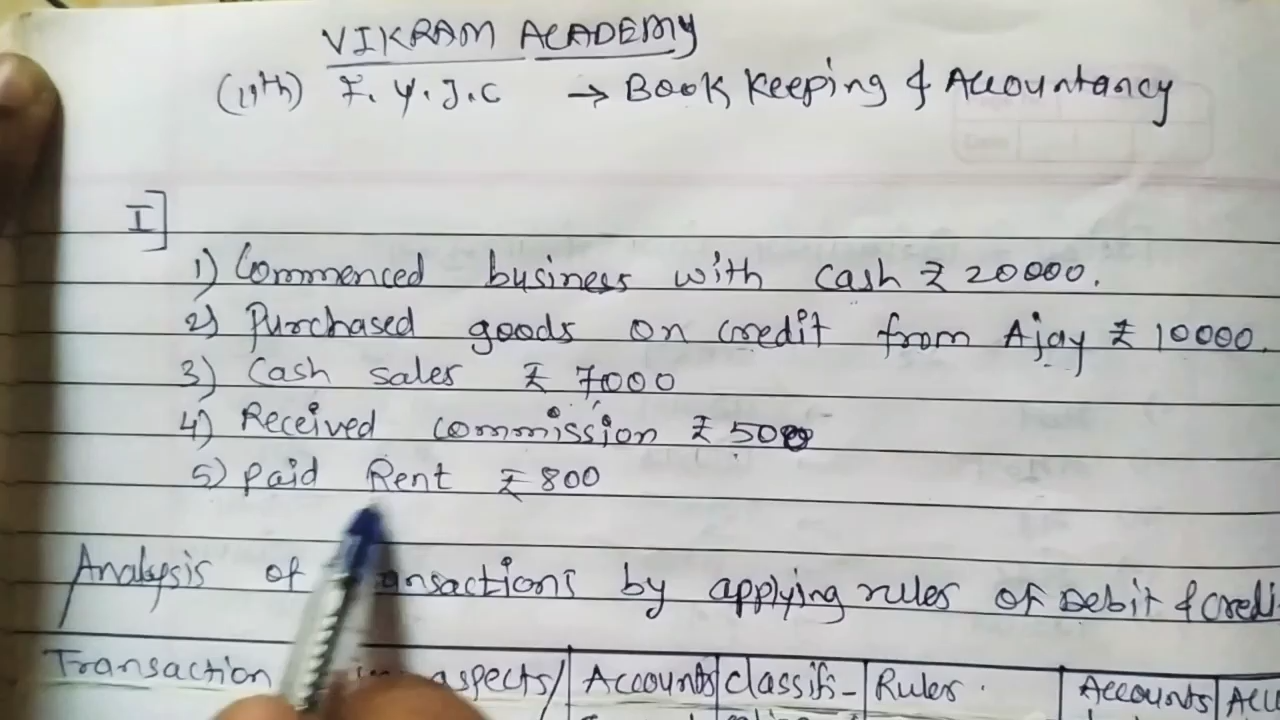 VIKRAM ACADEMY
(11th) F.Y.J.C → Book Keeping & Accountancy
I]
1) Commenced business with cash ₹ 20000.
2) Purchased goods on credit from Ajay ₹ 10000.
3) Cash sales ₹ 7000
4) Received commission ₹ 500
5) Paid Rent ₹ 800
Analysis of by applying rules of Debit &
Transaction aspects/ Accounts classifi- Rules. Accounts